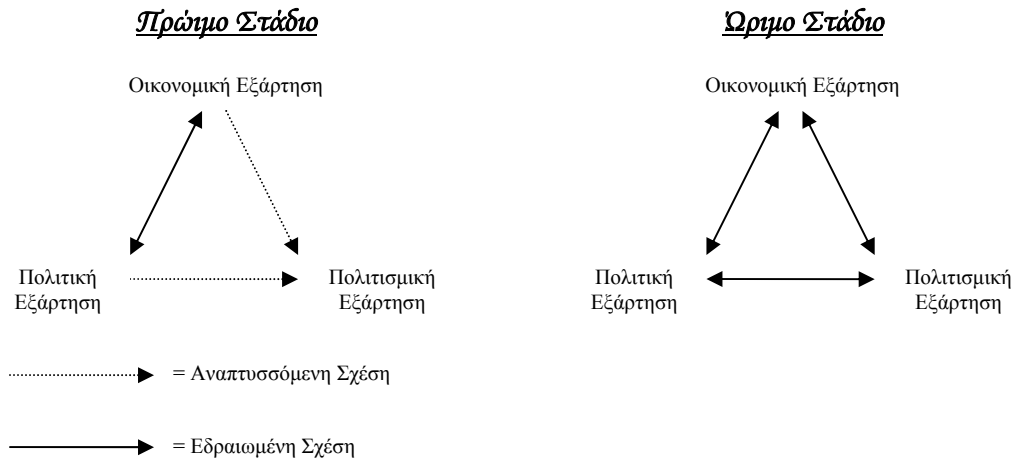 Πρώιμο Στάδιο
Οικονομική Εξάρτηση
Πολιτική
Εξάρτηση
Πολιτισμική
Εξάρτηση
Ώριμο Στάδιο
Οικονομική Εξάρτηση
Πολιτική
Εξάρτηση
Πολιτισμική
Εξάρτηση
= Αναπτυσσόμενη Σχέση
= Εδραιωμένη Σχέση